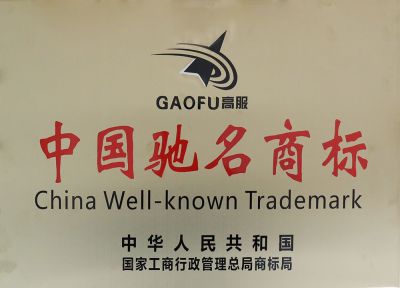 GAOFU高服
中国驰名商标
China Well-known Trademark
中华人民共和国
国家工商行政管理总局商标局